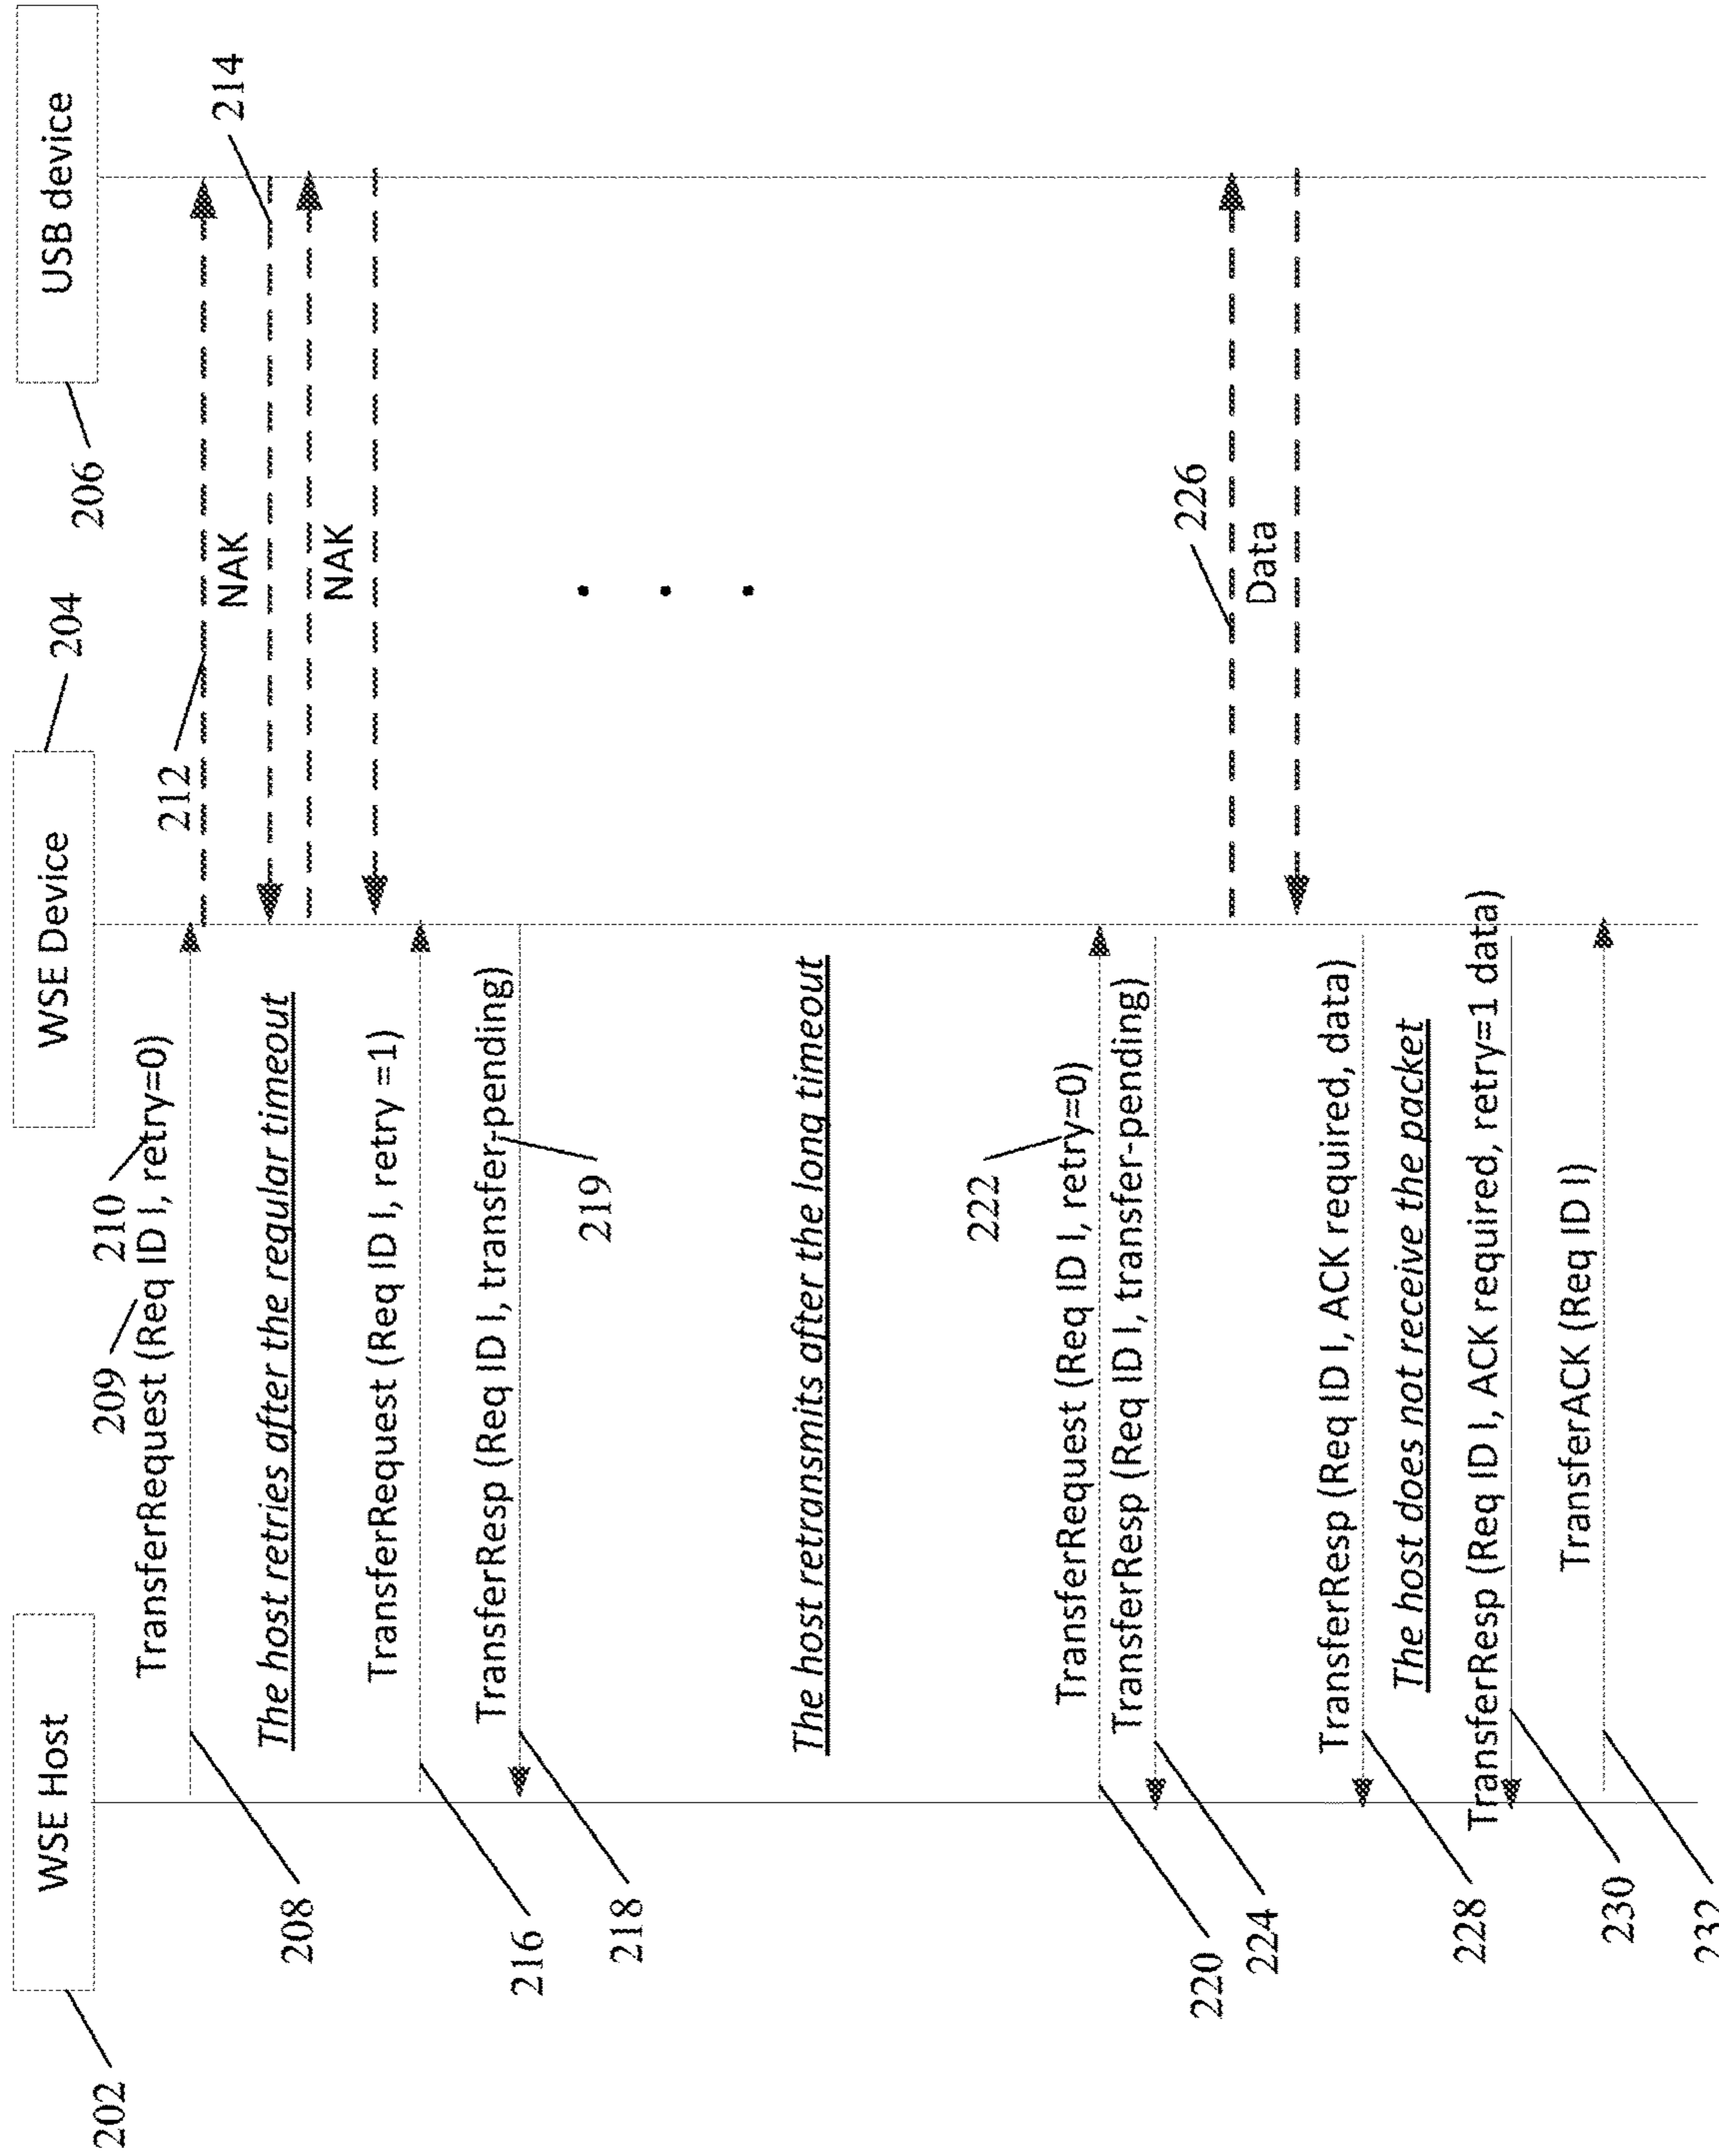 WSE Host
WSE Device
USB device
202
204
206
209
210
TransferRequest (Req ID I, retry=0)
208
212
NAK
214
The host retries after the regular timeout
NAK
TransferRequest (Req ID I, retry =1)
216
TransferResp (Req ID I, transfer-pending)
218
219
The host retransmits after the long timeout
222
TransferRequest (Req ID I, retry=0)
220
TransferResp (Req ID I, transfer-pending)
224
226
Data
TransferResp (Req ID I, ACK required, data)
228
The host does not receive the packet
TransferResp (Req ID I, ACK required, retry=1 data)
230
TransferACK (Req ID I)
232